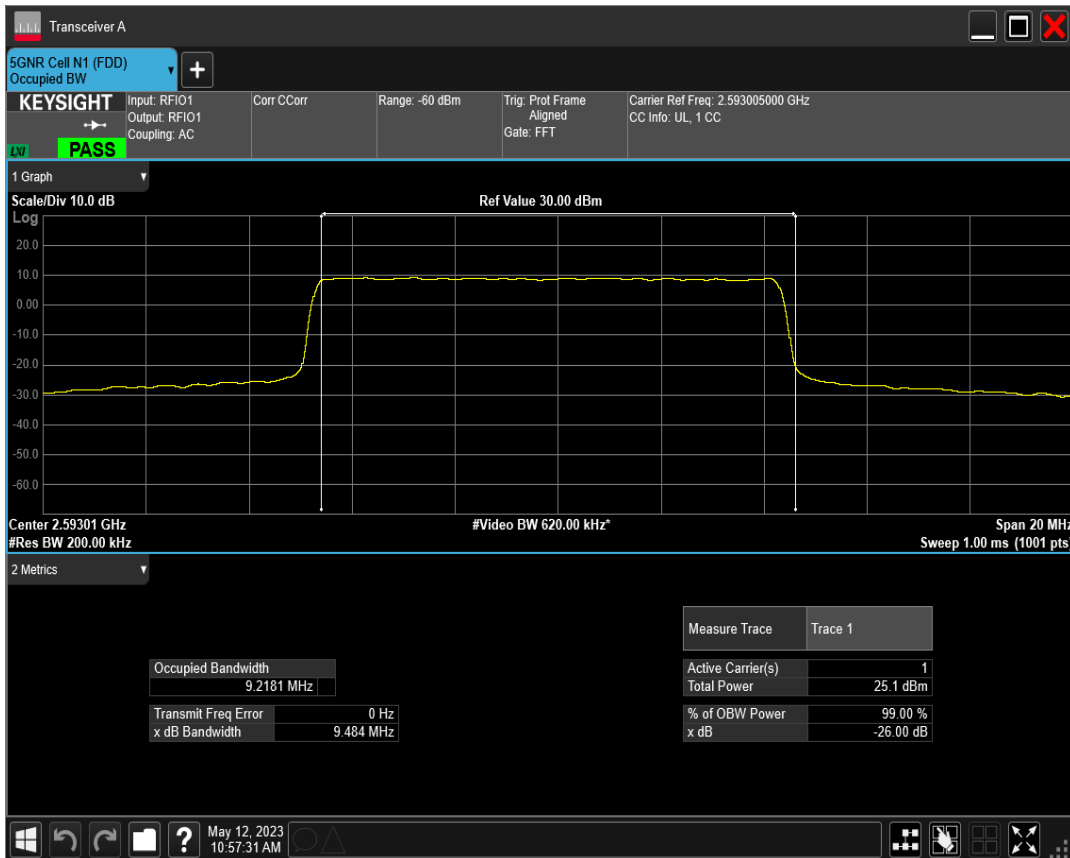 Transceiver A
5GNR Cell N1 (FDD)
Occupied BW
+
KEYSIGHT
LXI
PASS
Input: RFIO1
Output: RFIO1
Coupling: AC
Corr CCorr
Range: -60 dBm
Trig: Prot Frame
Aligned
Gate: FFT
Carrier Ref Freq: 2.593005000 GHz
CC Info: UL, 1 CC
1 Graph
Scale/Div 10.0 dB
Ref Value 30.00 dBm
Log
20.0
10.0
0.00
-10.0
-20.0
-30.0
-40.0
-50.0
-60.0
Center 2.59301 GHz
#Video BW 620.00 kHz*
Span 20 MHz
#Res BW 200.00 kHz
Sweep 1.00 ms (1001 pts)
2 Metrics
Measure Trace Trace 1
Occupied Bandwidth
9.2181 MHz
Active Carrier(s) 1
Total Power 25.1 dBm
Transmit Freq Error 0 Hz
x dB Bandwidth 9.484 MHz
% of OBW Power 99.00 %
x dB -26.00 dB
?
May 12, 2023
10:57:31 AM